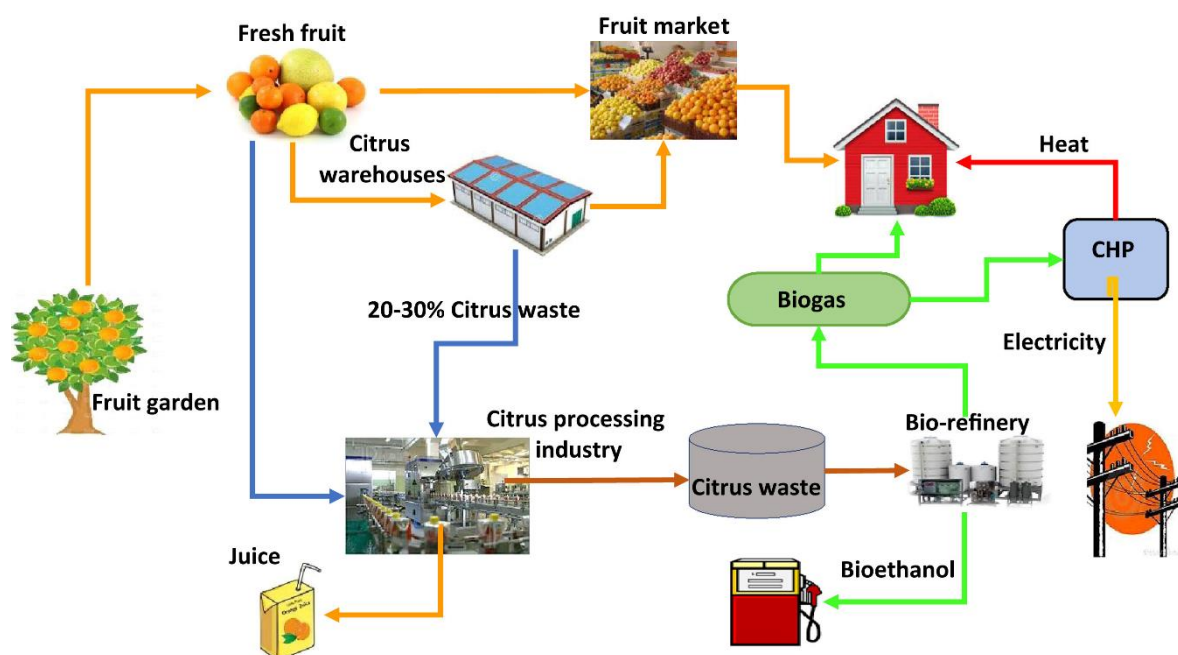 Fresh fruit
Fruit market
Citrus
warehouses
Heat
CHP
Biogas
20-30% Citrus waste
Electricity
Fruit garden
Citrus processing
industry
Bio-refinery
Citrus waste
Juice
Bioethanol